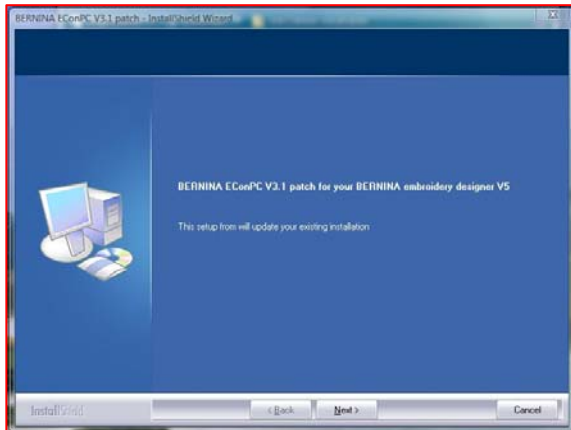 BERNINA EConPC V3.1 patch - InstallShield Wizard
BERNINA EConPC V3.1 patch for your BERNINA embroidery designer V5
This setup from will update your existing installation
InstallShield
< Back
Next >
Cancel